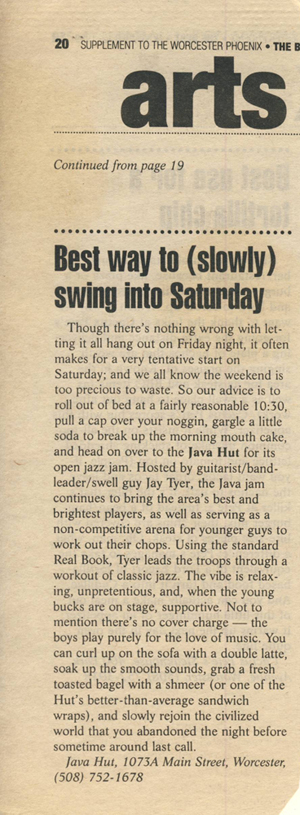 20 SUPPLEMENT TO THE WORCESTER PHOENIX • THE B
arts
Continued from page 19
Best way to (slowly)
swing into Saturday
Though there's nothing wrong with let-
ting it all hang out on Friday night, it often
makes for a very tentative start on
Saturday; and we all know the weekend is
too precious to waste. So our advice is to
roll out of bed at a fairly reasonable 10:30,
pull a cap over your noggin, gargle a little
soda to break up the morning mouth cake,
and head on over to the Java Hut for its
open jazz jam. Hosted by guitarist/band-
leader/swell guy Jay Tyer, the Java jam
continues to bring the area's best and
brightest players, as well as serving as a
non-competitive arena for younger guys to
work out their chops. Using the standard
Real Book, Tyer leads the troops through a
workout of classic jazz. The vibe is relax-
ing, unpretentious, and, when the young
bucks are on stage, supportive. Not to
mention there's no cover charge — the
boys play purely for the love of music. You
can curl up on the sofa with a double latte,
soak up the smooth sounds, grab a fresh
toasted bagel with a shmeer (or one of the
Hut's better-than-average sandwich
wraps), and slowly rejoin the civilized
world that you abandoned the night before
sometime around last call.
Java Hut, 1073A Main Street, Worcester,
(508) 752-1678